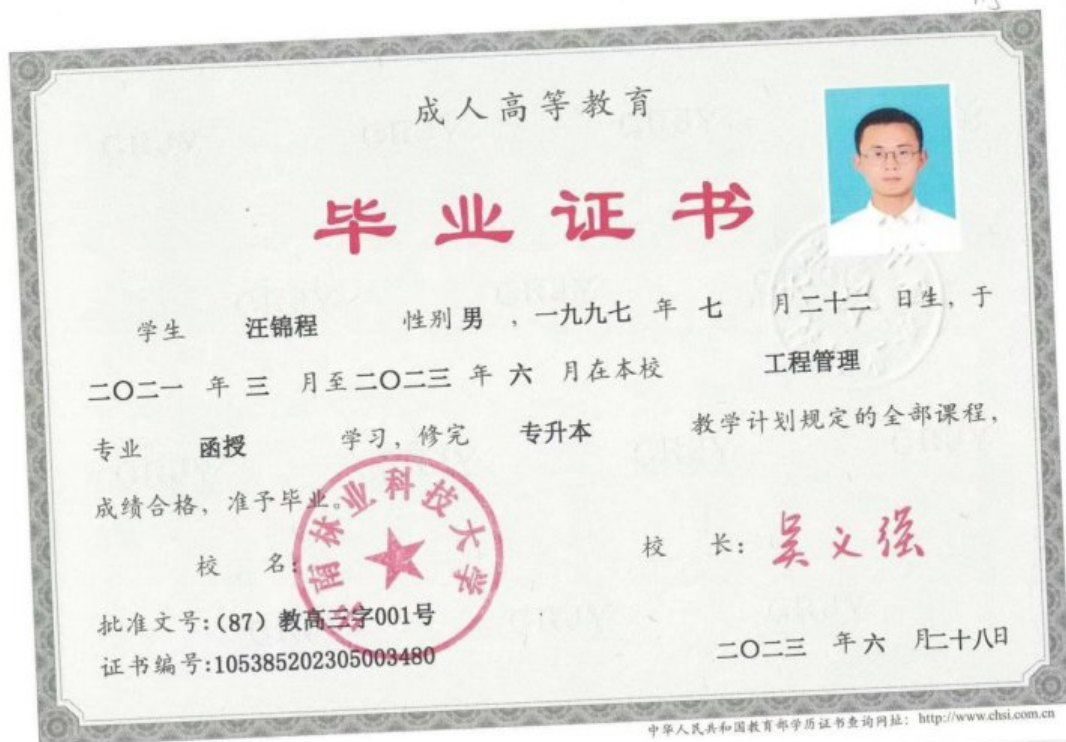 成人高等教育
毕业证书
学生 汪锦程 性别 男 ，一九九七 年 七 月 二十二 日生，于
二〇二一 年 三 月至 二〇二三 年 六 月在本校 工程管理
专业 函授 学习，修完 专升本 教学计划规定的全部课程，
成绩合格，准予毕业。
校 名： 校 长：吴义强
南林业科技大学
批准文号:(87）教高三字001号
证书编号:105385202305003480
二〇二三 年 六 月二十八日
中华人民共和国教育部学历证书查询网址： http://www.chsi.com.cn